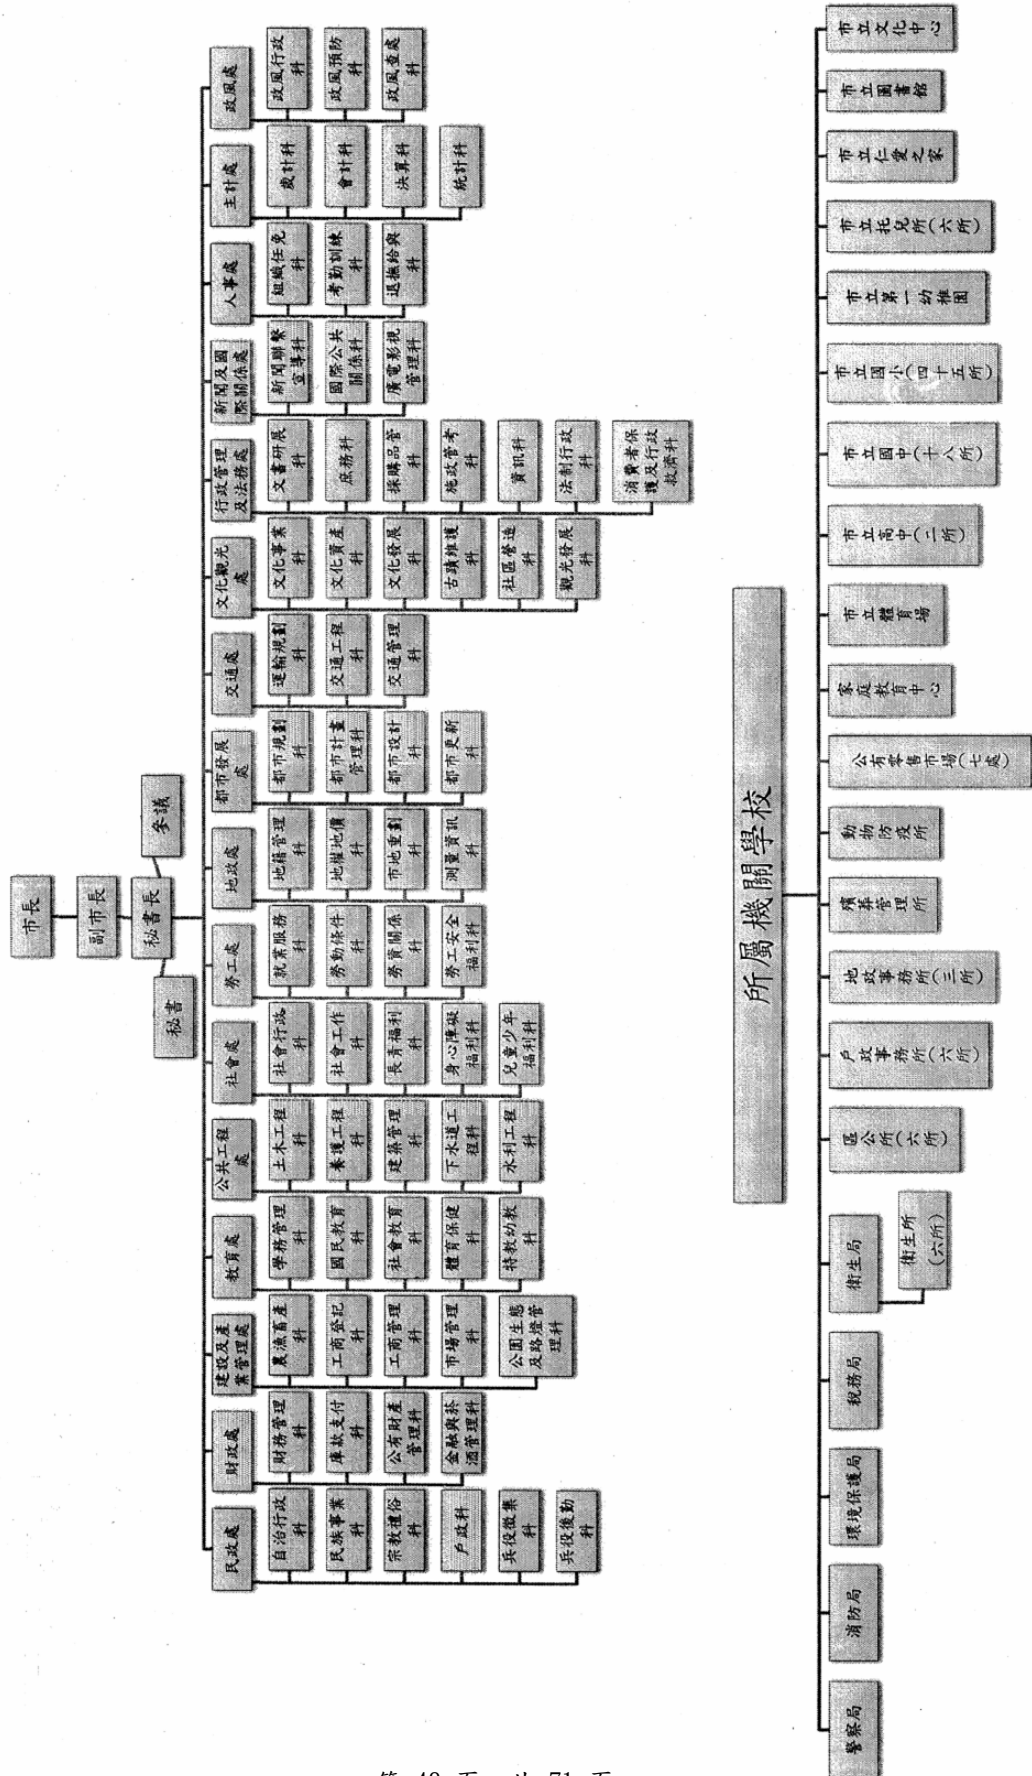 市長
副市長
秘書長
秘書
參議
民政處
自治行政
科
民族事業
科
宗教禮俗
科
戶政科
兵役徵集
科
兵役後勤
科
財政處
財務管理
科
庫款支付
科
公有財產
管理科
金融與菸
酒管理科
建設及產
業管理處
農漁畜產
科
工商登記
科
工商管理
科
市場管理
科
公園生態
及路燈管
理科
教育處
學務管理
科
國民教育
科
社會教育
科
體育保健
科
特教幼教
科
公共工程
處
土木工程
科
養護工程
科
建築管理
科
下水道工
程科
水利工程
科
社會處
社會行政
科
社會工作
科
長青福利
科
身心障礙
福利科
兒童少年
福利科
勞工處
就業服務
科
勞動條件
科
勞資關係
科
勞工安全
福利科
地政處
地籍管理
科
地權地價
科
市地重劃
科
測量資訊
科
都市發展
處
都市規劃
科
都市計畫
管理科
都市設計
科
都市更新
科
交通處
運輸規劃
科
交通工程
科
交通管理
科
文化觀光
處
文化事業
科
文化資產
科
文化發展
科
古蹟維護
科
社區營造
科
觀光發展
科
行政管理
及法務處
文書研展
科
庶務科
採購品管
科
施政管考
科
資訊科
法制行政
科
消費者保
護及行政
救濟科
新聞及國
際關係處
新聞聯繫
宣導科
國際公共
關係科
廣電影視
管理科
人事處
組織任免
科
考勤訓練
科
退撫給與
科
主計處
歲計科
會計科
決算科
統計科
政風處
政風行政
科
政風預防
科
政風查處
科
所屬機關學校
警察局
消防局
環境保護局
稅務局
衛生局
衛生所
(六所)
區公所(六所)
戶政事務所(六所)
地政事務所(三所)
殯葬管理所
動物防疫所
公有零售市場(七處)
家庭教育中心
市立體育場
市立高中(二所)
市立國中(十八所)
市立國小(四十五所)
市立第一幼稚園
市立托兒所(六所)
市立仁愛之家
市立圖書館
市立文化中心